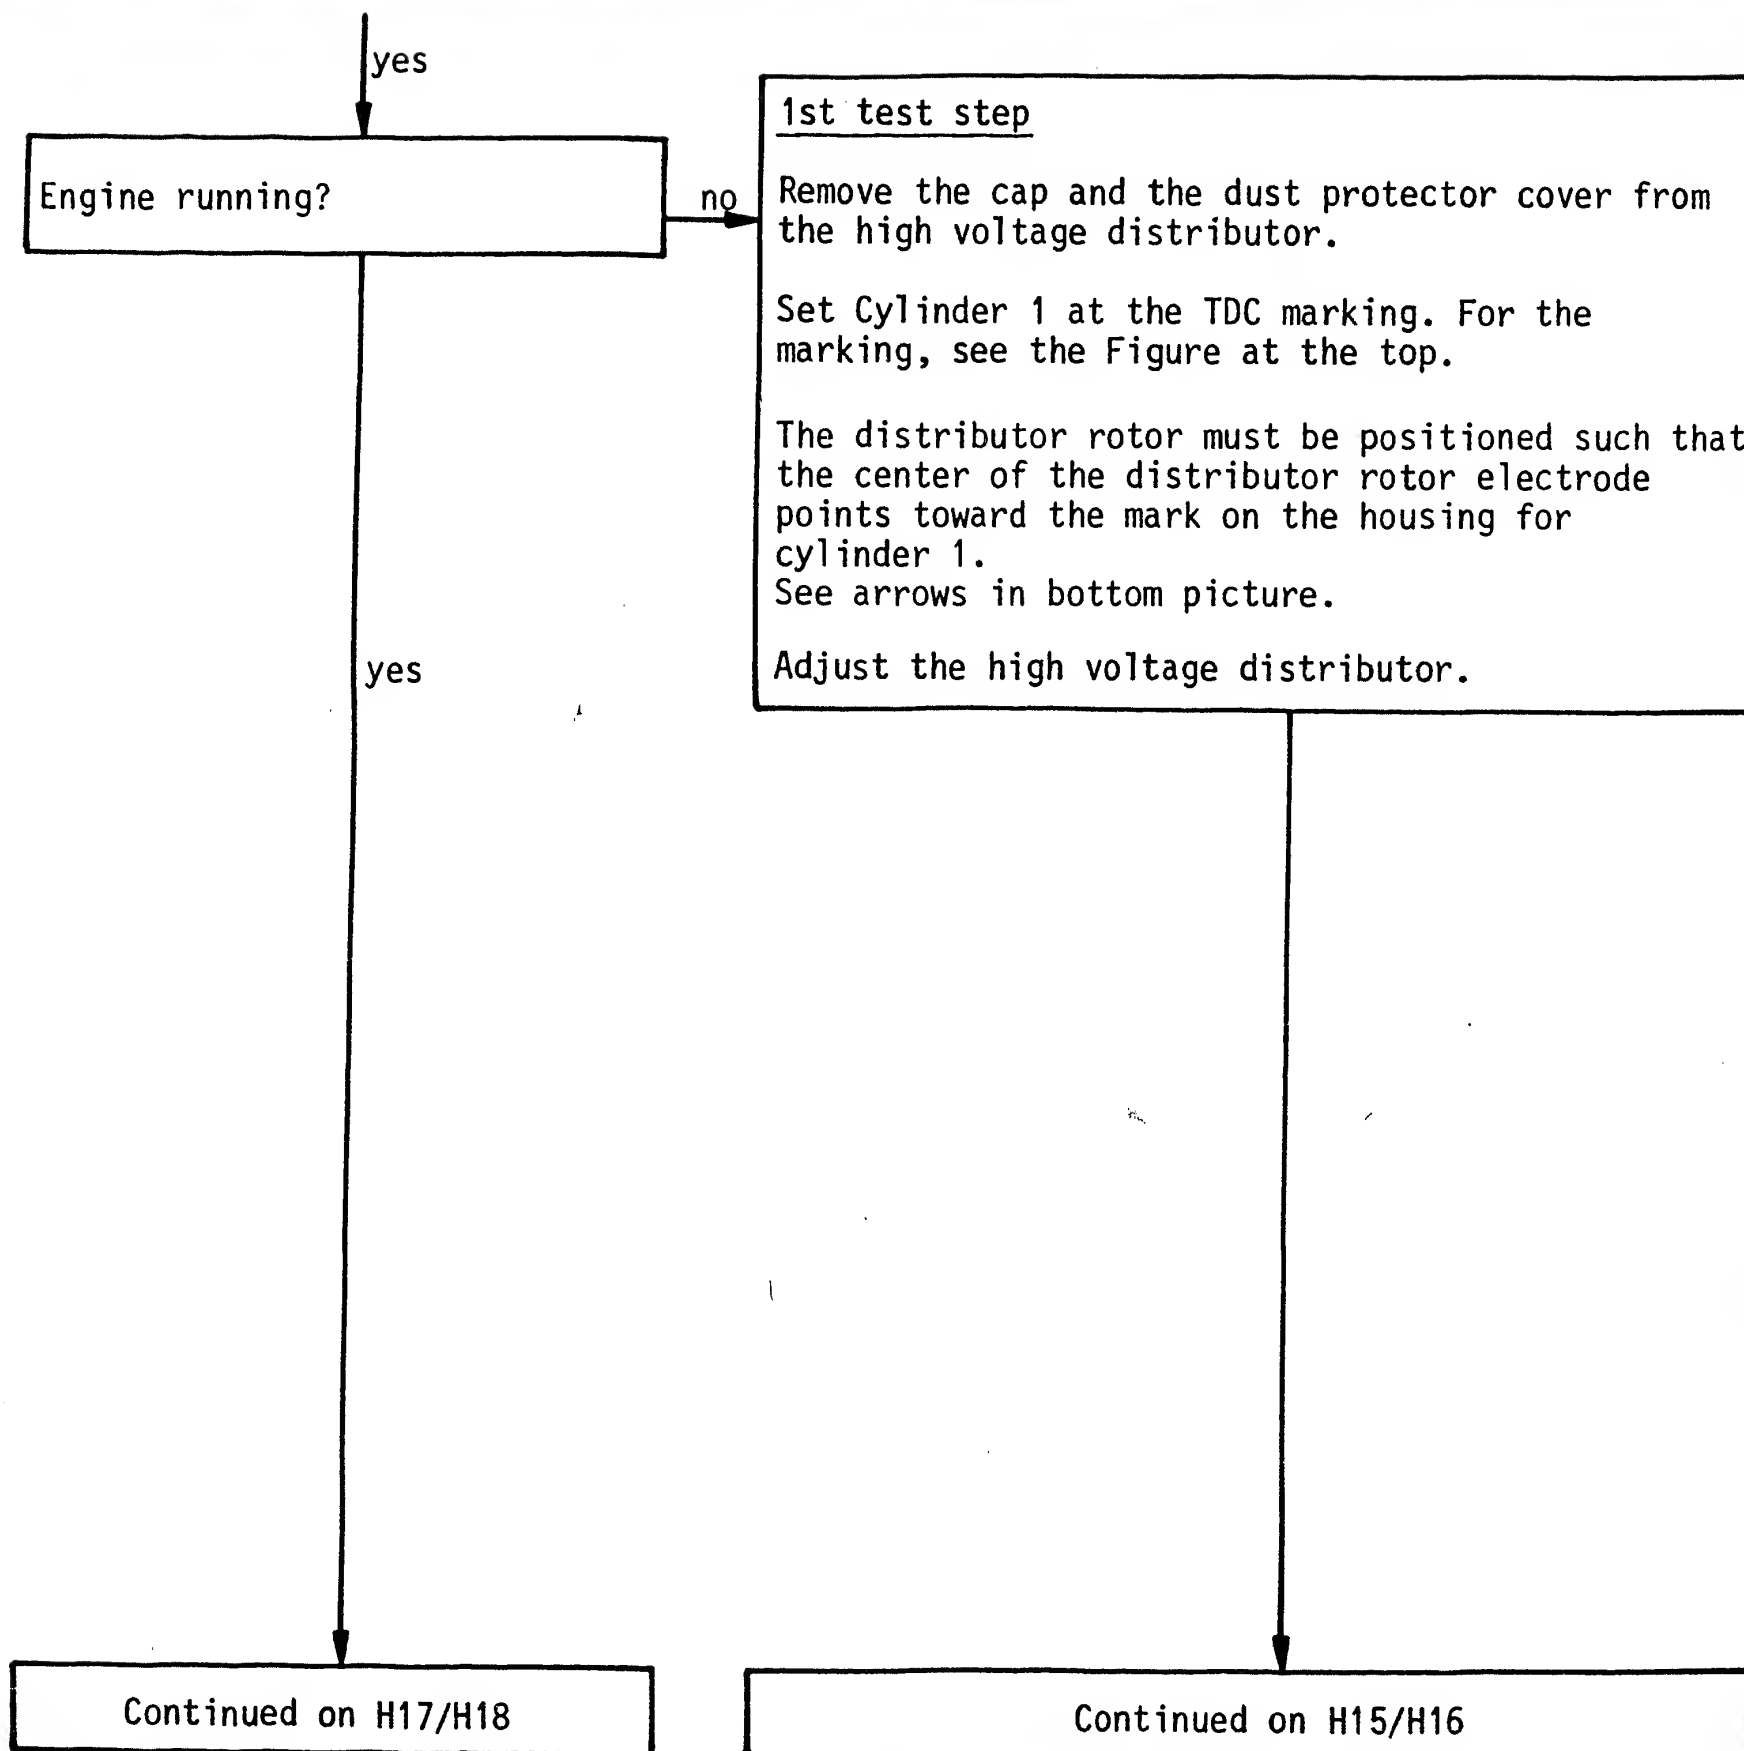 yes
Engine running?
no
1st test step
Remove the cap and the dust protector cover from
the high voltage distributor.
Set Cylinder 1 at the TDC marking. For the
marking, see the Figure at the top.
The distributor rotor must be positioned such that
the center of the distributor rotor electrode
points toward the mark on the housing for
cylinder 1.
See arrows in bottom picture.
Adjust the high voltage distributor.
yes
Continued on H17/H18
Continued on H15/H16